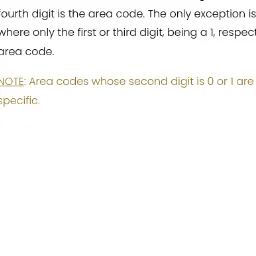 fourth digit is the area code. The only exception is
where only the first or third digit, being a 1, respect
area code.
NOTE: Area codes whose second digit is 0 or 1 are
specific.